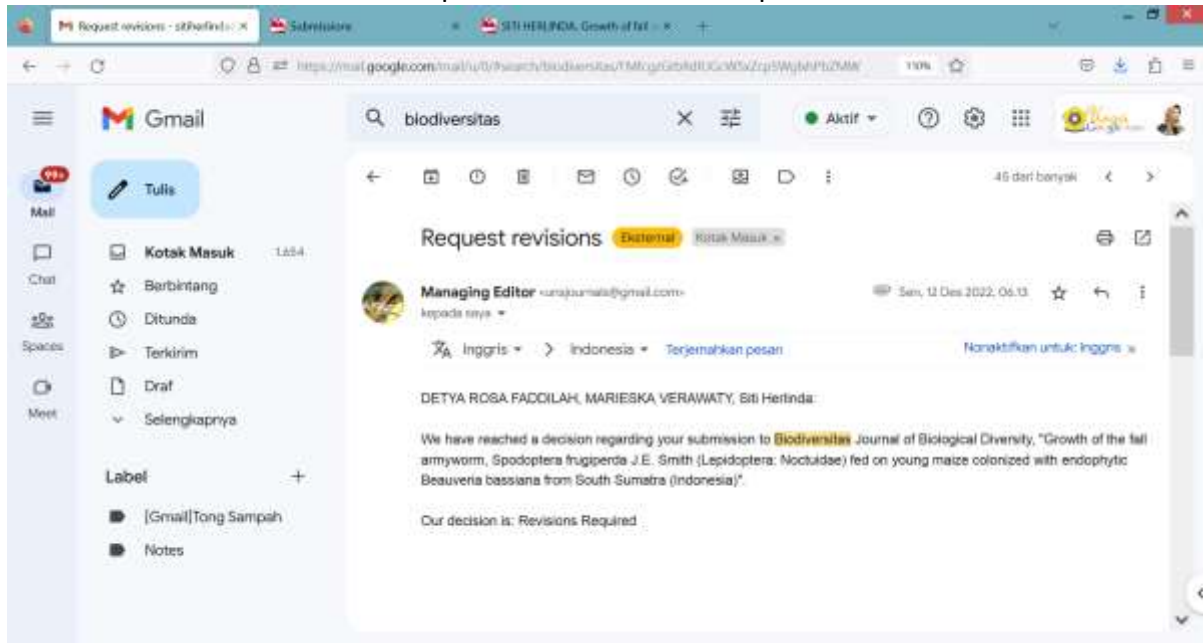 Request revisions - sitiherlinda
Submissions
SITI HERLINDA, Growth of fall
110%
Gmail
biodiversitas
Aktif
99+
Mail
Tulis
45 dari banyak
Chat
Kotak Masuk 1.654
Request revisions Eksternal Kotak Masuk ×
Berbintang
Managing Editor <unsjournals@gmail.com>
Sen, 12 Des 2022, 06.13
Ditunda
kepada saya
Spaces
Terkirim
Inggris > Indonesia Terjemahkan pesan
Nonaktifkan untuk: Inggris ×
Meet
Draf
Selengkapnya
DETYA ROSA FADDILAH, MARIESKA VERAWATY, Siti Herlinda:
We have reached a decision regarding your submission to Biodiversitas Journal of Biological Diversity, "Growth of the fall
armyworm, Spodoptera frugiperda J.E. Smith (Lepidoptera: Noctuidae) fed on young maize colonized with endophytic
Beauveria bassiana from South Sumatra (Indonesia)".
Label +
Our decision is: Revisions Required
[Gmail]Tong Sampah
Notes